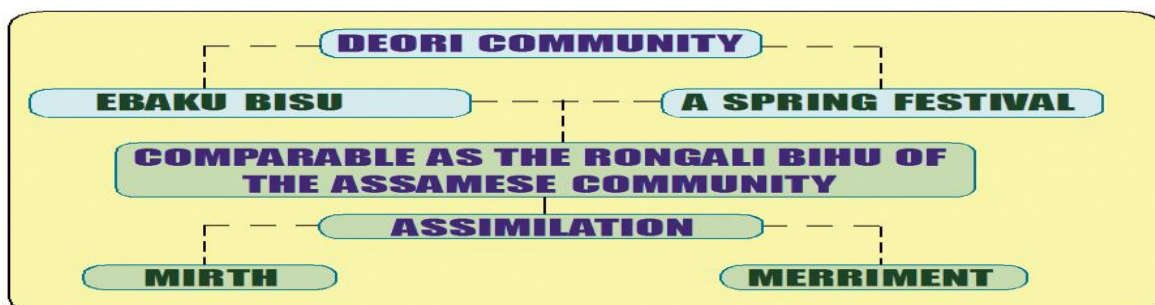 DEORI COMMUNITY
EBAKU BISU
A SPRING FESTIVAL
COMPARABLE AS THE RONGALI BIHU OF
THE ASSAMESE COMMUNITY
ASSIMILATION
MIRTH
MERRIMENT